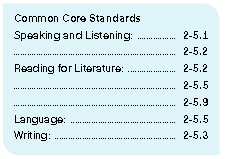 Common Core Standards
Speaking and Listening: .................. 2-5.1
.................................................... 2-5.2
Reading for Literature: ..................... 2-5.2
.................................................... 2-5.5
.................................................... 2-5.9
Language: ................................... 2-5.5
Writing: ........................................ 2-5.3